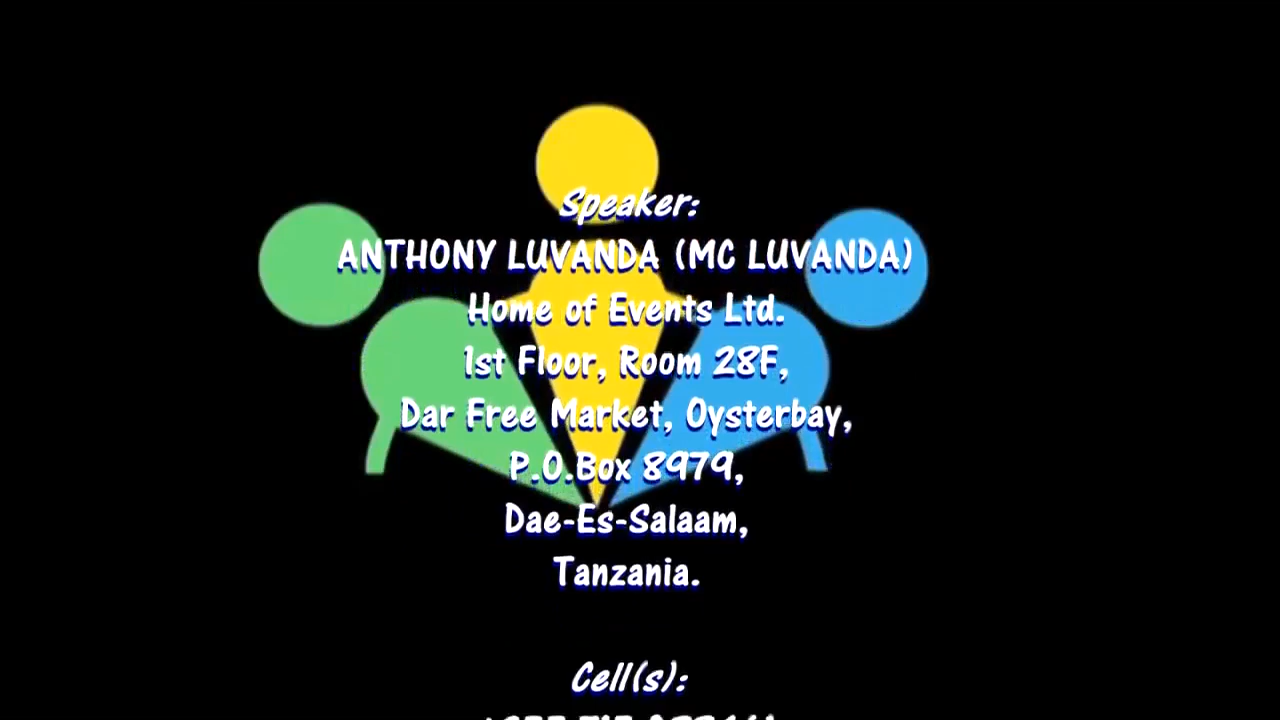 Speaker:
ANTHONY LUVANDA (MC LUVANDA)
Home of Events Ltd.
1st Floor, Room 28F,
Dar Free Market, Oysterbay,
P.O.Box 8979,
Dae-Es-Salaam,
Tanzania.
Cell(s):